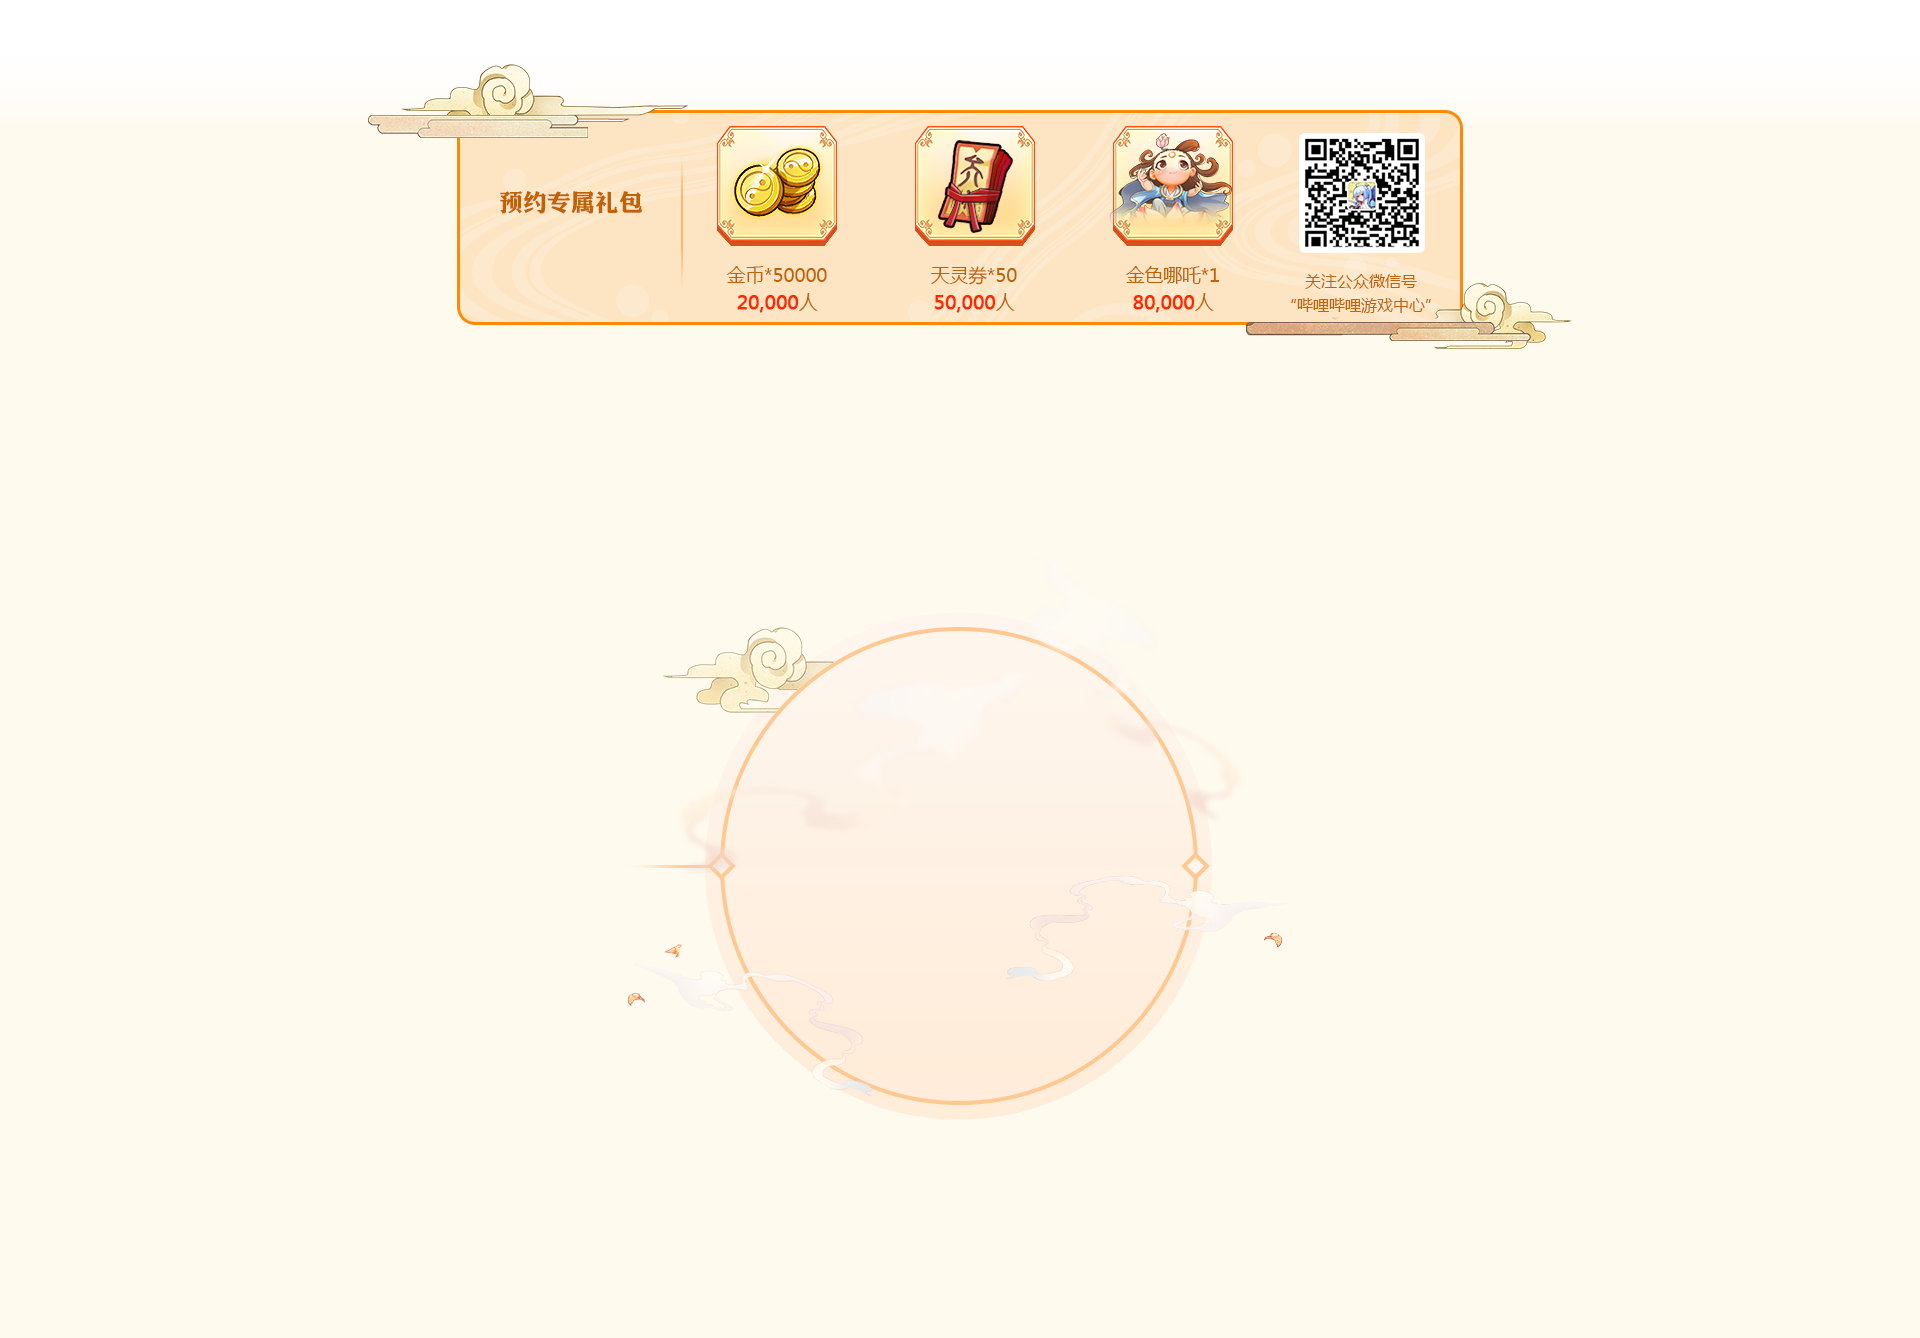 预约专属礼包
金币*50000
20,000人
天灵券*50
50,000人
金色哪吒*1
80,000人
关注公众微信号
“哔哩哔哩游戏中心”